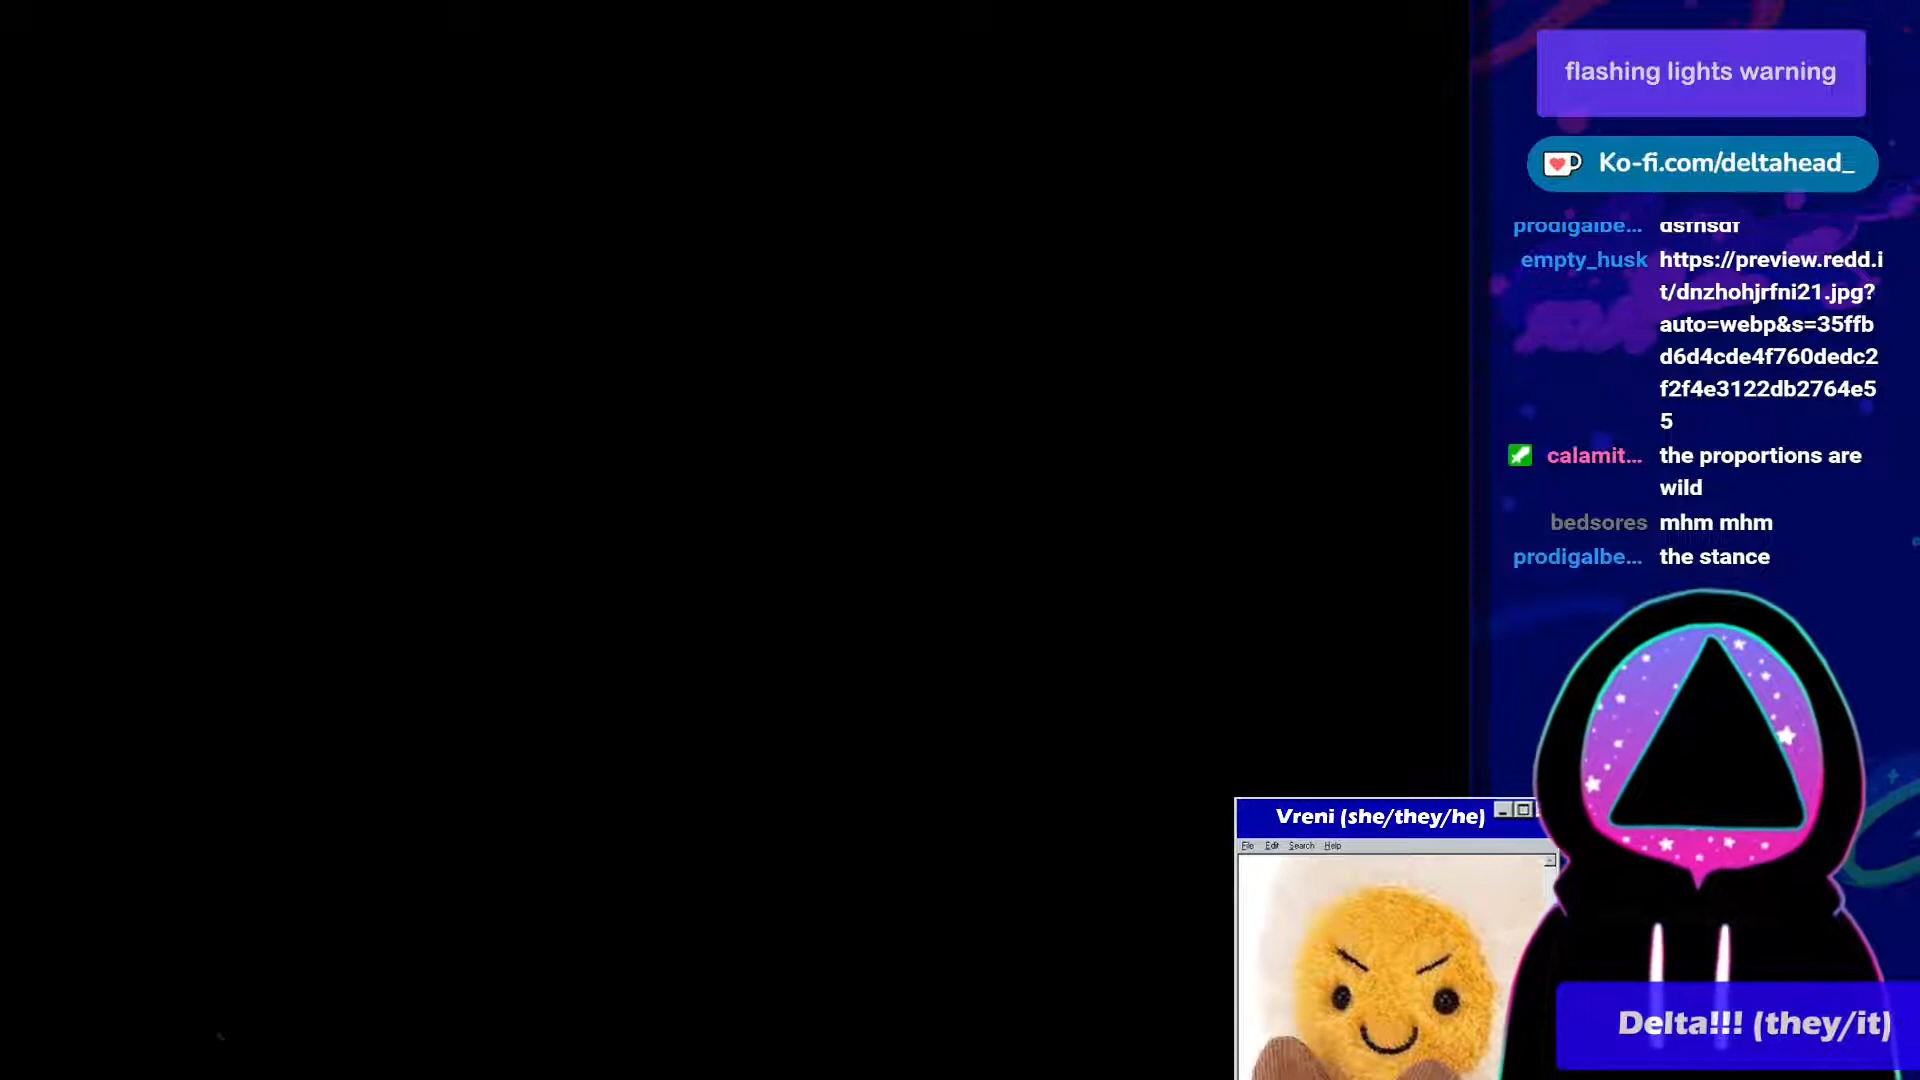 flashing lights warning
Ko-fi.com/deltahead_
prodigalbe... dsfhsdf
empty_husk https://preview.redd.i
t/dnzhohjrfni21.jpg?
auto=webp&s=35ffb
d6d4cde4f760dedc2
f2f4e3122db2764e5
5
calamit... the proportions are
wild
bedsores mhm mhm
prodigalbe... the stance
Vreni (she/they/he)
File Edit Search Help
Delta!!! (they/it)